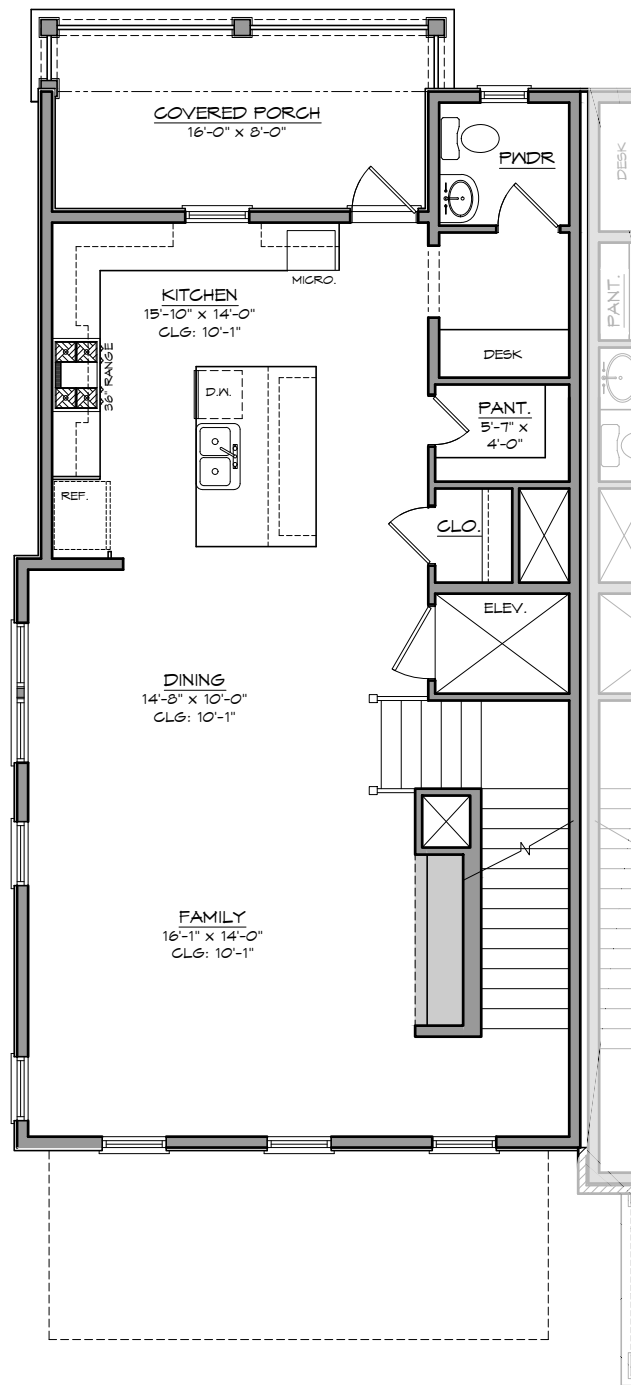 COVERED PORCH
16'-0" x 8'-0"
PWDR
DESK
MICRO.
KITCHEN
15'-10" x 14'-0"
CLG: 10'-1"
36" RANGE
DESK
PANT.
D.W.
PANT.
5'-7" x
4'-0"
REF.
CLO.
ELEV.
DINING
14'-8" x 10'-0"
CLG: 10'-1"
N
FAMILY
16'-1" x 14'-0"
CLG: 10'-1"